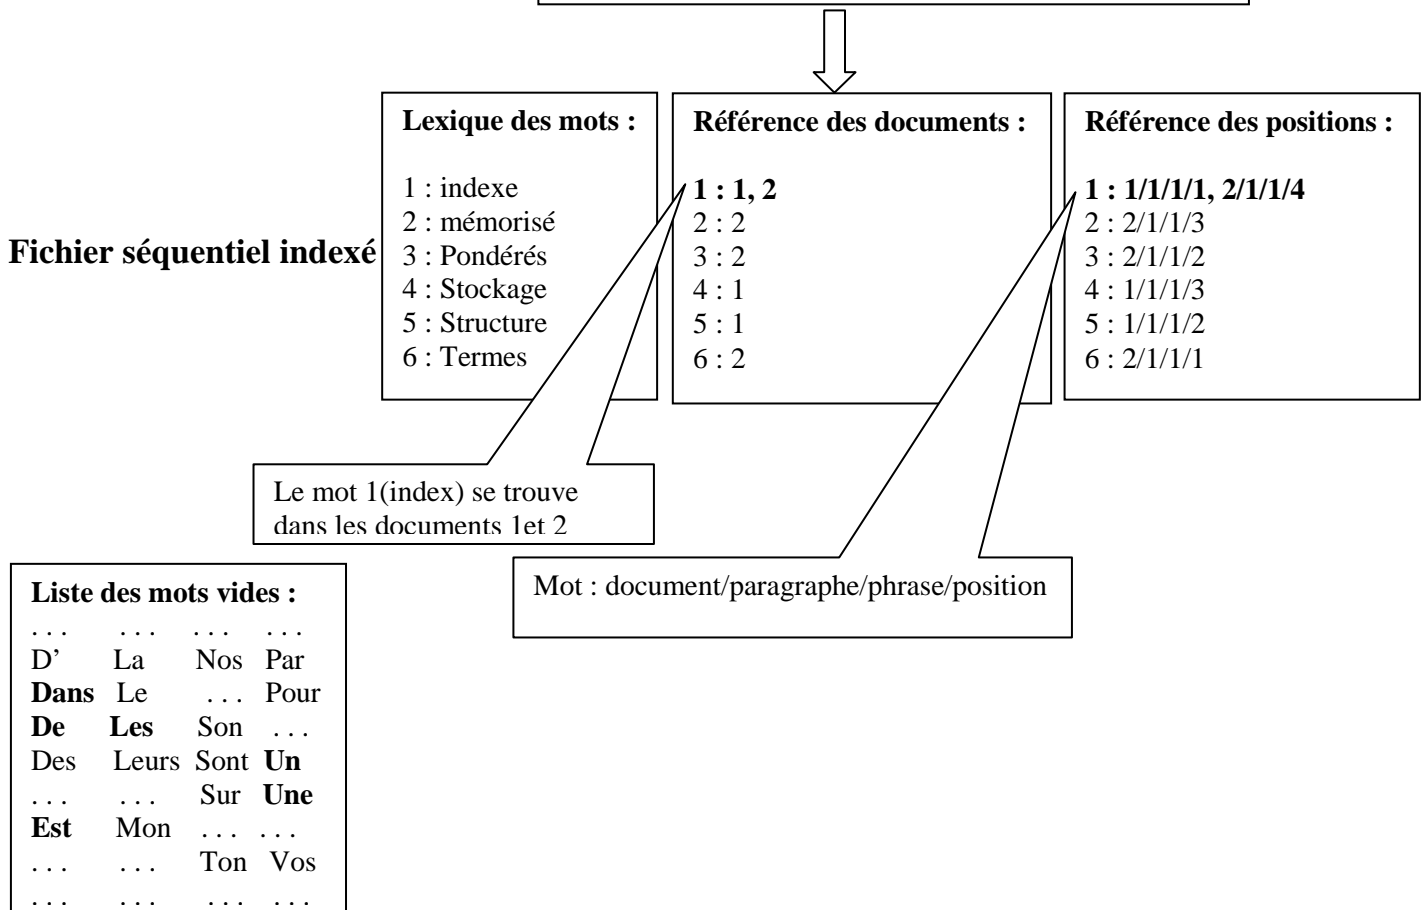 Lexique des mots :
1 : indexe
2 : mémorisé
3 : Pondérés
4 : Stockage
5 : Structure
6 : Termes
Référence des documents :
1 : 1, 2
2 : 2
3 : 2
4 : 1
5 : 1
6 : 2
Référence des positions :
1 : 1/1/1/1, 2/1/1/4
2 : 2/1/1/3
3 : 2/1/1/2
4 : 1/1/1/3
5 : 1/1/1/2
6 : 2/1/1/1
Fichier séquentiel indexé
Le mot 1(index) se trouve
dans les documents 1et 2
Mot : document/paragraphe/phrase/position
Liste des mots vides :
. . . . . . . . . . . .
D’ La Nos Par
Dans Le . . . Pour
De Les Son . . .
Des Leurs Sont Un
. . . . . . Sur Une
Est Mon . . . . . .
. . . . . . Ton Vos
. . . . . . . . . . . .